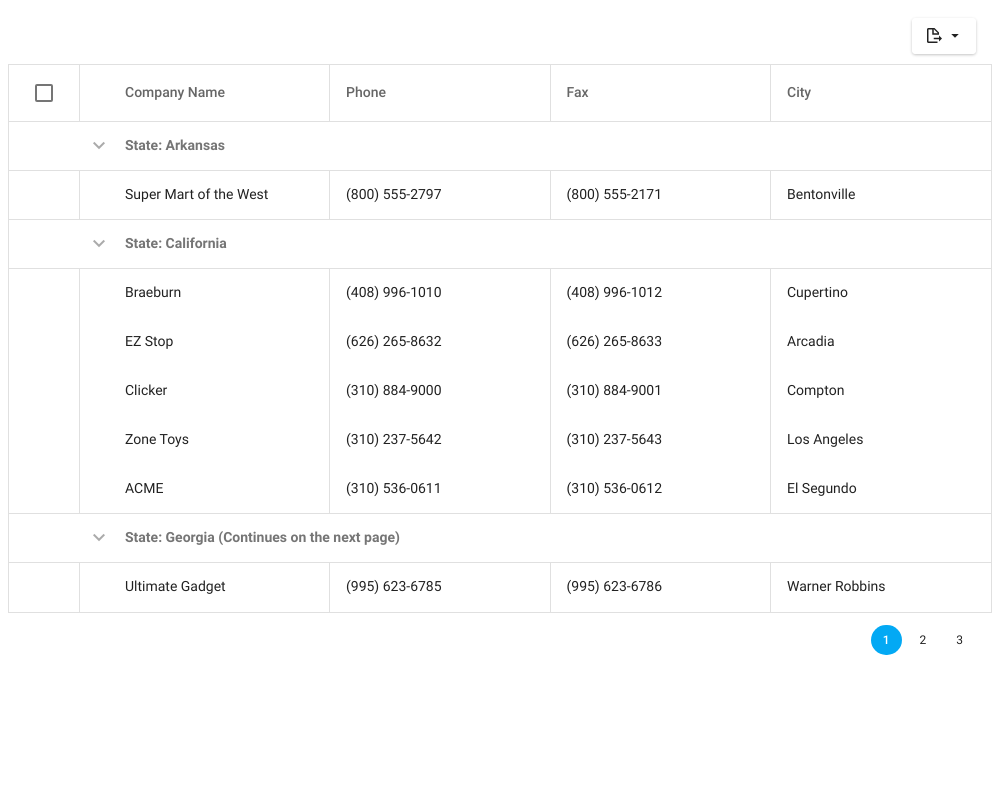 Company Name Phone Fax City
State: Arkansas
Super Mart of the West (800) 555-2797 (800) 555-2171 Bentonville
State: California
Braeburn (408) 996-1010 (408) 996-1012 Cupertino
EZ Stop (626) 265-8632 (626) 265-8633 Arcadia
Clicker (310) 884-9000 (310) 884-9001 Compton
Zone Toys (310) 237-5642 (310) 237-5643 Los Angeles
ACME (310) 536-0611 (310) 536-0612 El Segundo
State: Georgia (Continues on the next page)
Ultimate Gadget (995) 623-6785 (995) 623-6786 Warner Robbins
1 2 3